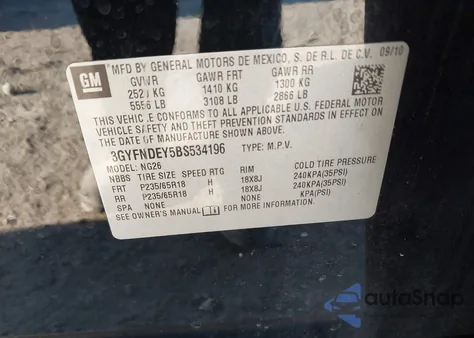 GM
MFD BY GENERAL MOTORS DE MEXICO, S. DE R.L. DE C.V. 09/10
GVWR GAWR FRT GAWR RR
KG 1410 KG 1300 KG
LB 3108 LB 2866 LB
THIS VEHICLE CONFORMS TO ALL APPLICABLE U.S. FEDERAL MOTOR
VEHICLE SAFETY, BUMPER, AND THEFT PREVENTION STANDARDS IN EFFECT ON
THE DATE OF MANUFACTURE SHOWN ABOVE.
3GYFNDEY5BS534196 TYPE: M.P.V.
MODEL: NG26
NBBS TIRE SIZE SPEED RTG RIM COLD TIRE PRESSURE
FRT P235/65R18 H 18X8J 240KPA(35PSI)
RR P235/65R18 H 18X8J 240KPA(35PSI)
SPA NONE NONE KPA(PSI)
SEE OWNER'S MANUAL FOR MORE INFORMATION.
autoSnap